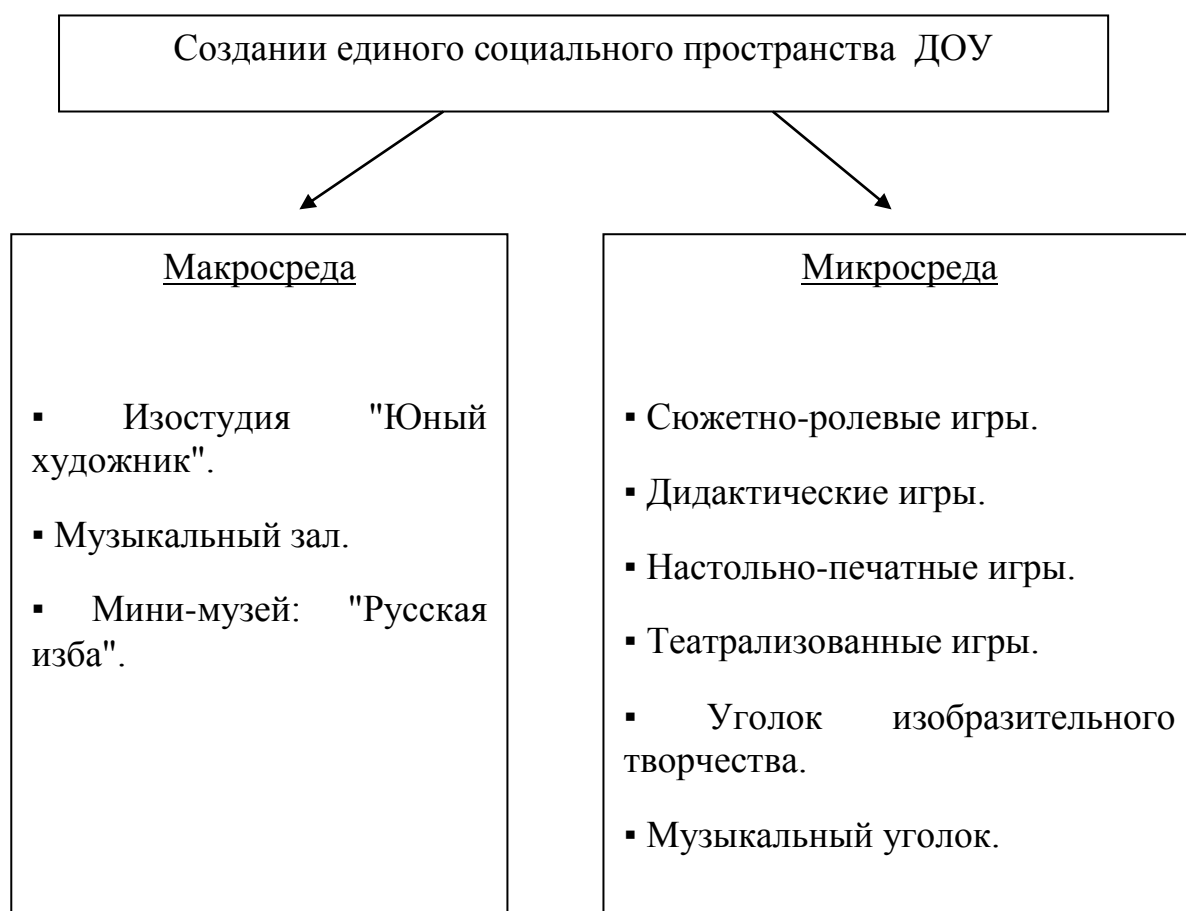 Создании единого социального пространства ДОУ
Макросреда
▪ Изостудия "Юный
художник".
▪ Музыкальный зал.
▪ Мини-музей: "Русская
изба".
Микросреда
▪ Сюжетно-ролевые игры.
▪ Дидактические игры.
▪ Настольно-печатные игры.
▪ Театрализованные игры.
▪ Уголок изобразительного
творчества.
▪ Музыкальный уголок.